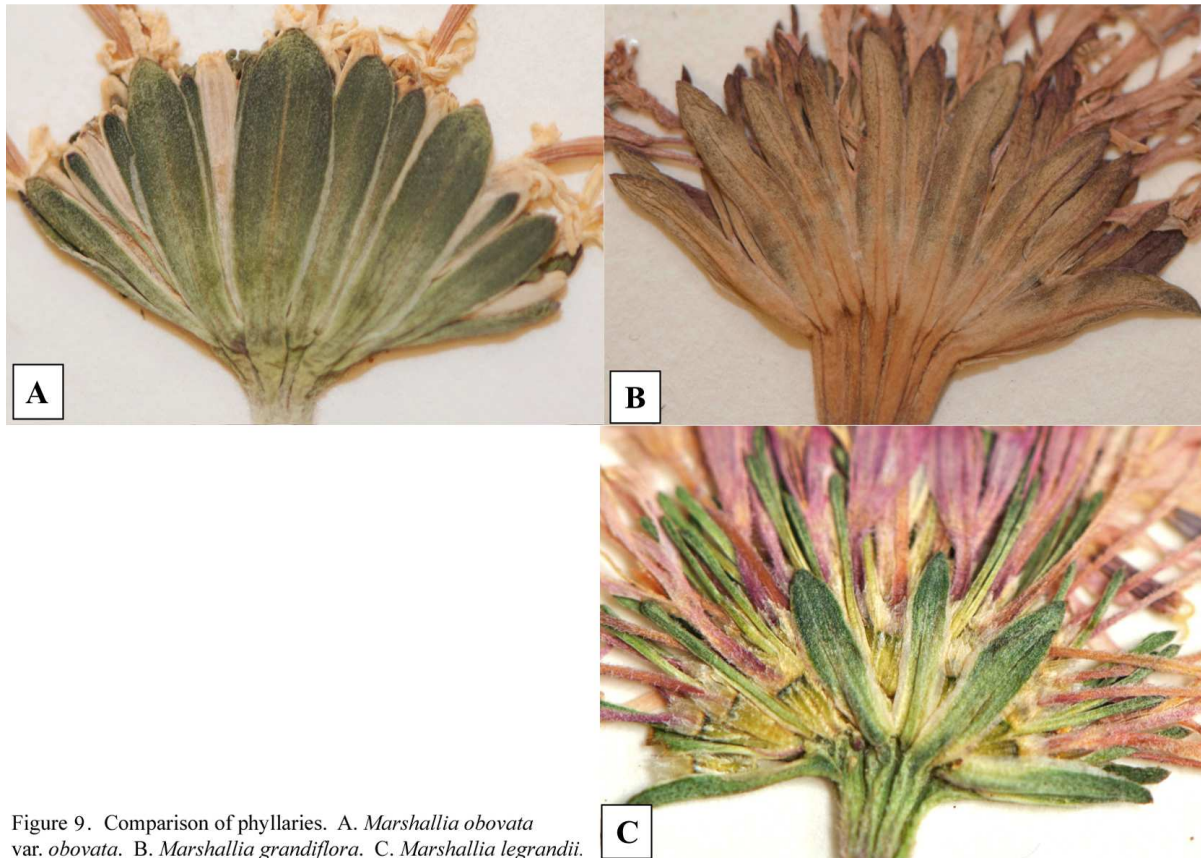 A
B
C
Figure 9. Comparison of phyllaries. A. Marshallia obovata
var. obovata. B. Marshallia grandiflora. C. Marshallia legrandii.